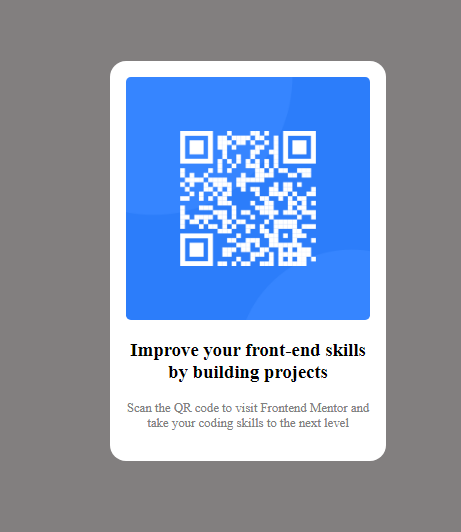 Improve your front-end skills
by building projects
Scan the QR code to visit Frontend Mentor and
take your coding skills to the next level